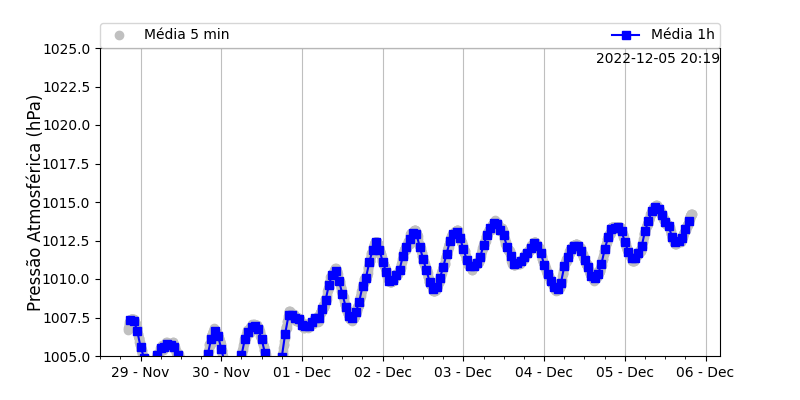 Média 5 min
Média 1h
2022-12-05 20:19
Pressão Atmosférica (hPa)
1025.0
1022.5
1020.0
1017.5
1015.0
1012.5
1010.0
1007.5
1005.0
29 - Nov
30 - Nov
01 - Dec
02 - Dec
03 - Dec
04 - Dec
05 - Dec
06 - Dec